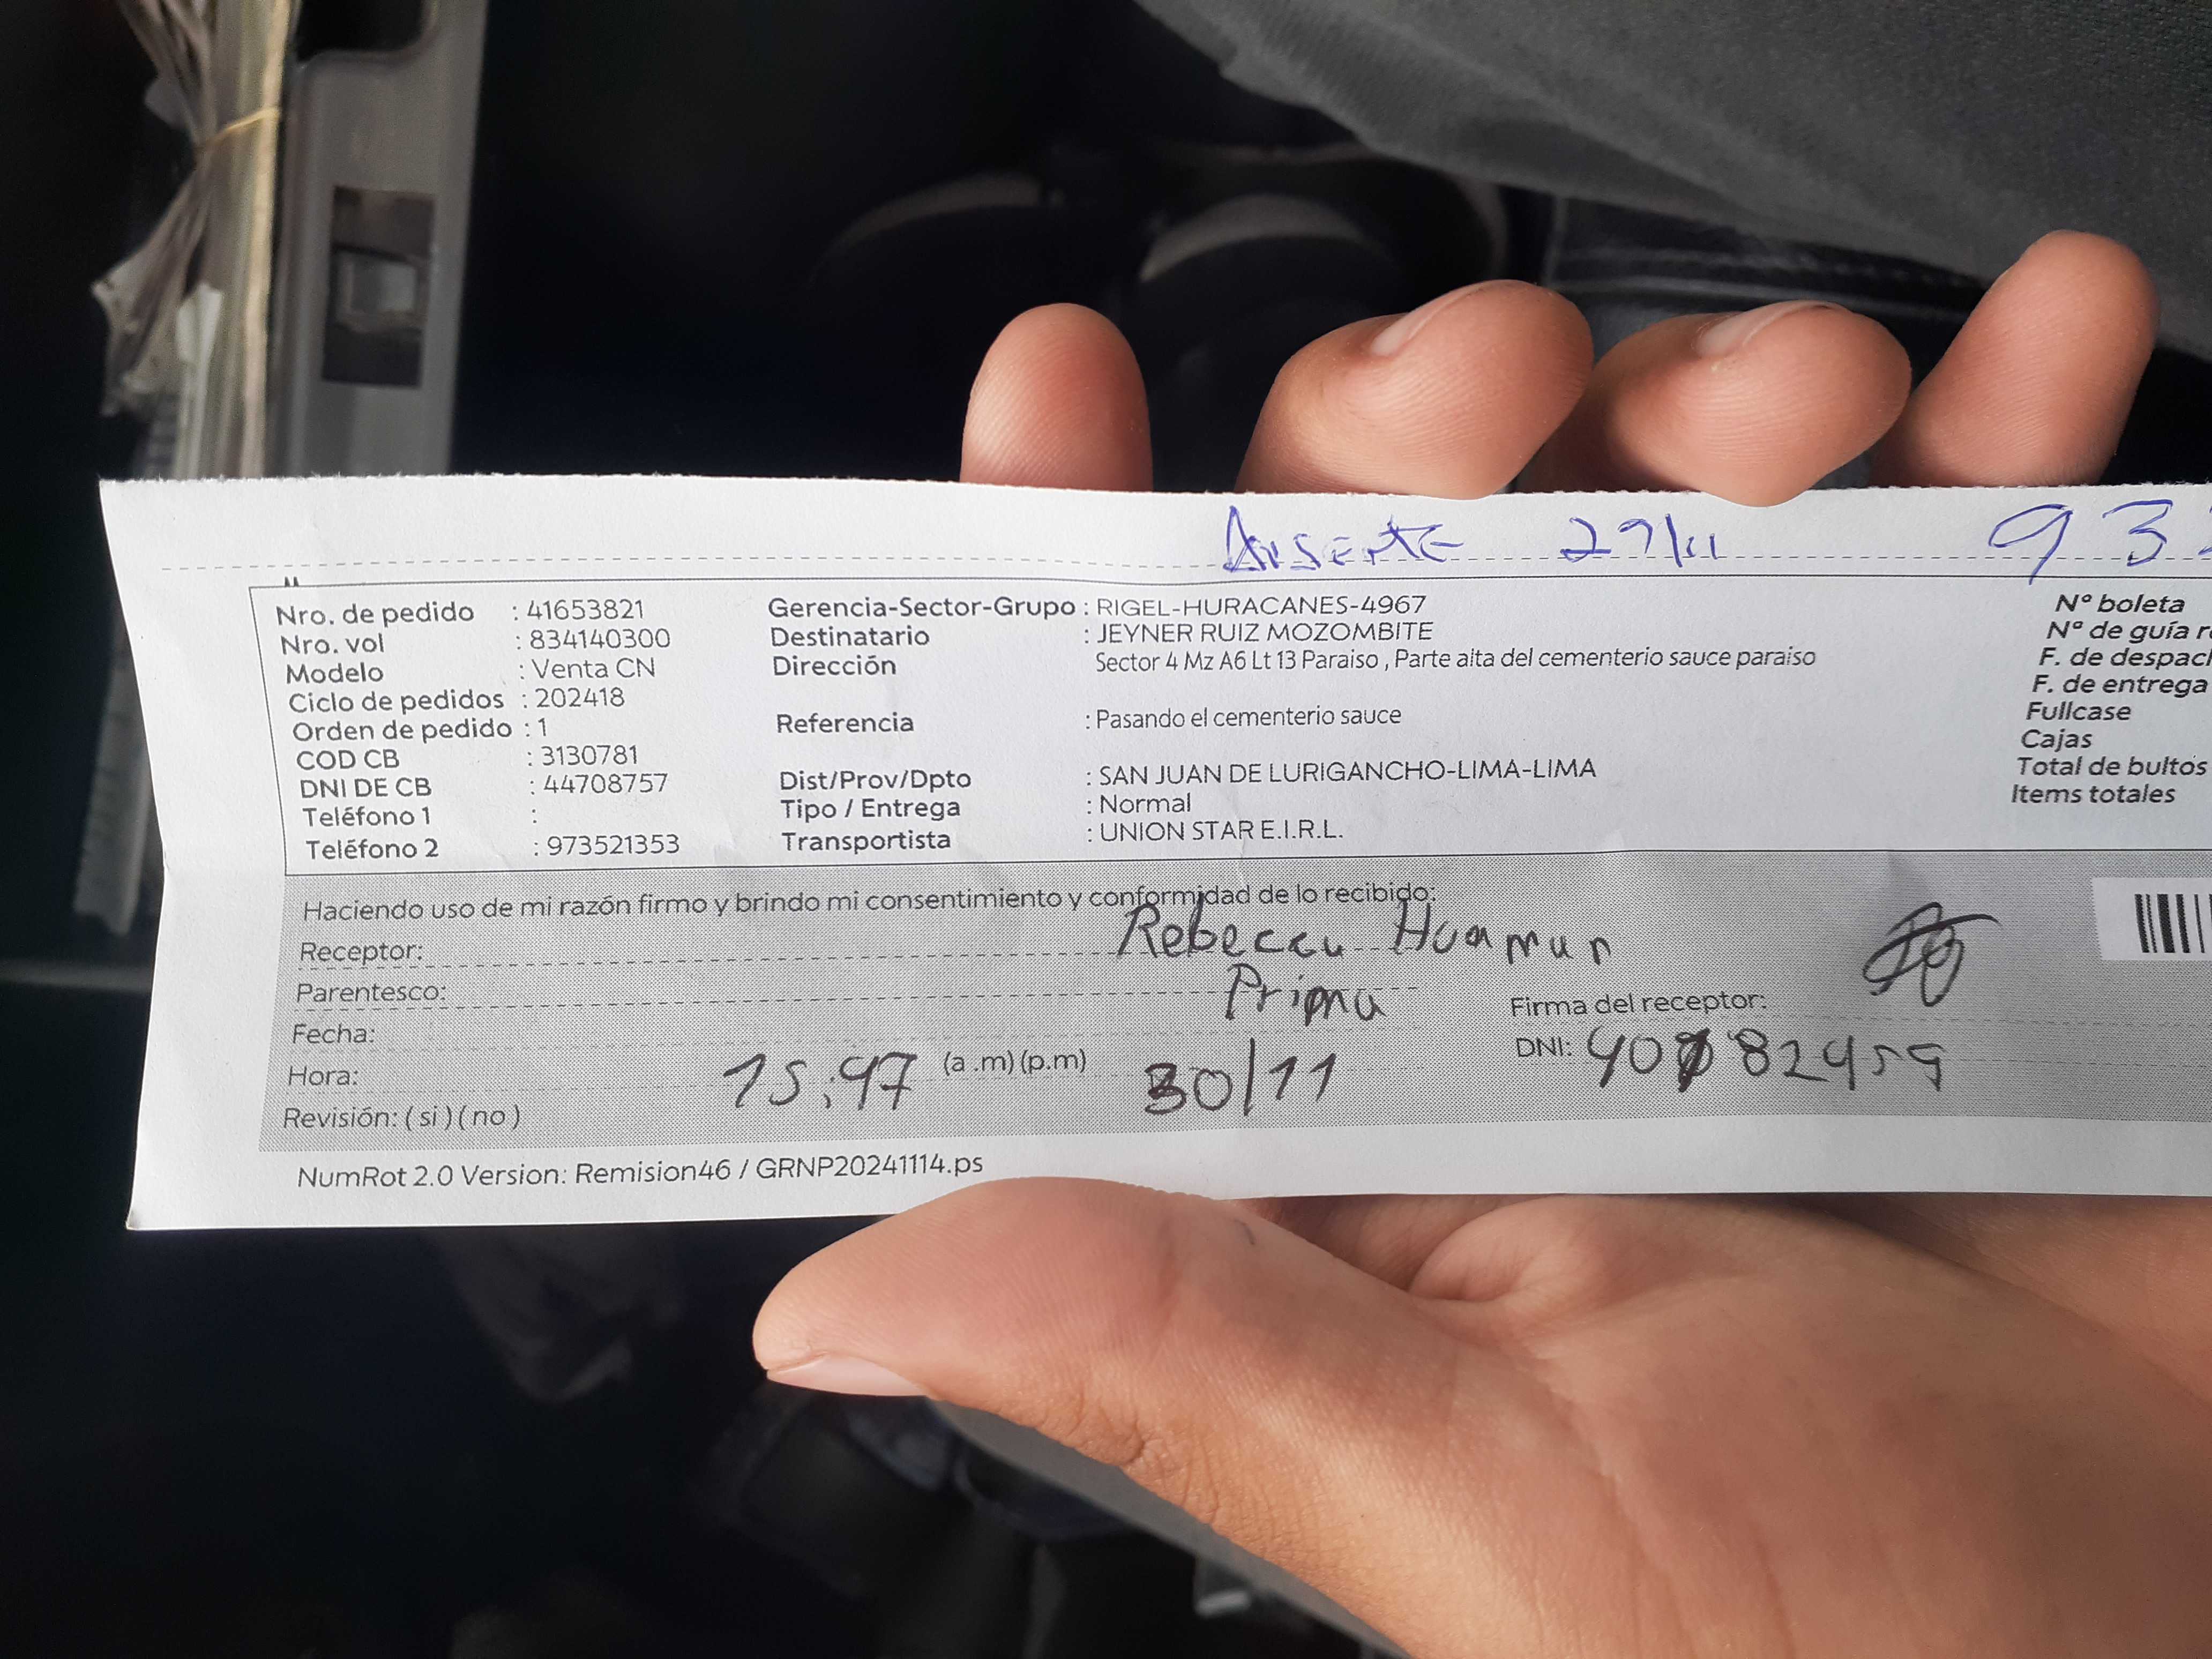 Ausente 29/11 93
Nro. de pedido : 41653821
Nro. vol : 834140300
Modelo : Venta CN
Ciclo de pedidos : 202418
Orden de pedido : 1
COD CB : 3130781
DNI DE CB : 44708757
Teléfono 1 :
Teléfono 2 : 973521353
Gerencia-Sector-Grupo : RIGEL-HURACANES-4967
Destinatario : JEYNER RUIZ MOZOMBITE
Dirección Sector 4 Mz A6 Lt 13 Paraiso , Parte alta del cementerio sauce paraiso
Referencia : Pasando el cementerio sauce
Dist/Prov/Dpto : SAN JUAN DE LURIGANCHO-LIMA-LIMA
Tipo / Entrega : Normal
Transportista : UNION STAR E.I.R.L.
N° boleta
N° de guía r
F. de despac
F. de entrega
Fullcase
Cajas
Total de bultos
Items totales
Haciendo uso de mi razón firmo y brindo mi consentimiento y conformidad de lo recibido:
Receptor: Rebecca Huaman
Parentesco: Prima
Firma del receptor:
Fecha: 30/11
DNI:
Hora: 15:47 (a .m) (p.m)
Revisión: ( si ) ( no )
NumRot 2.0 Version: Remision46 / GRNP20241114.ps